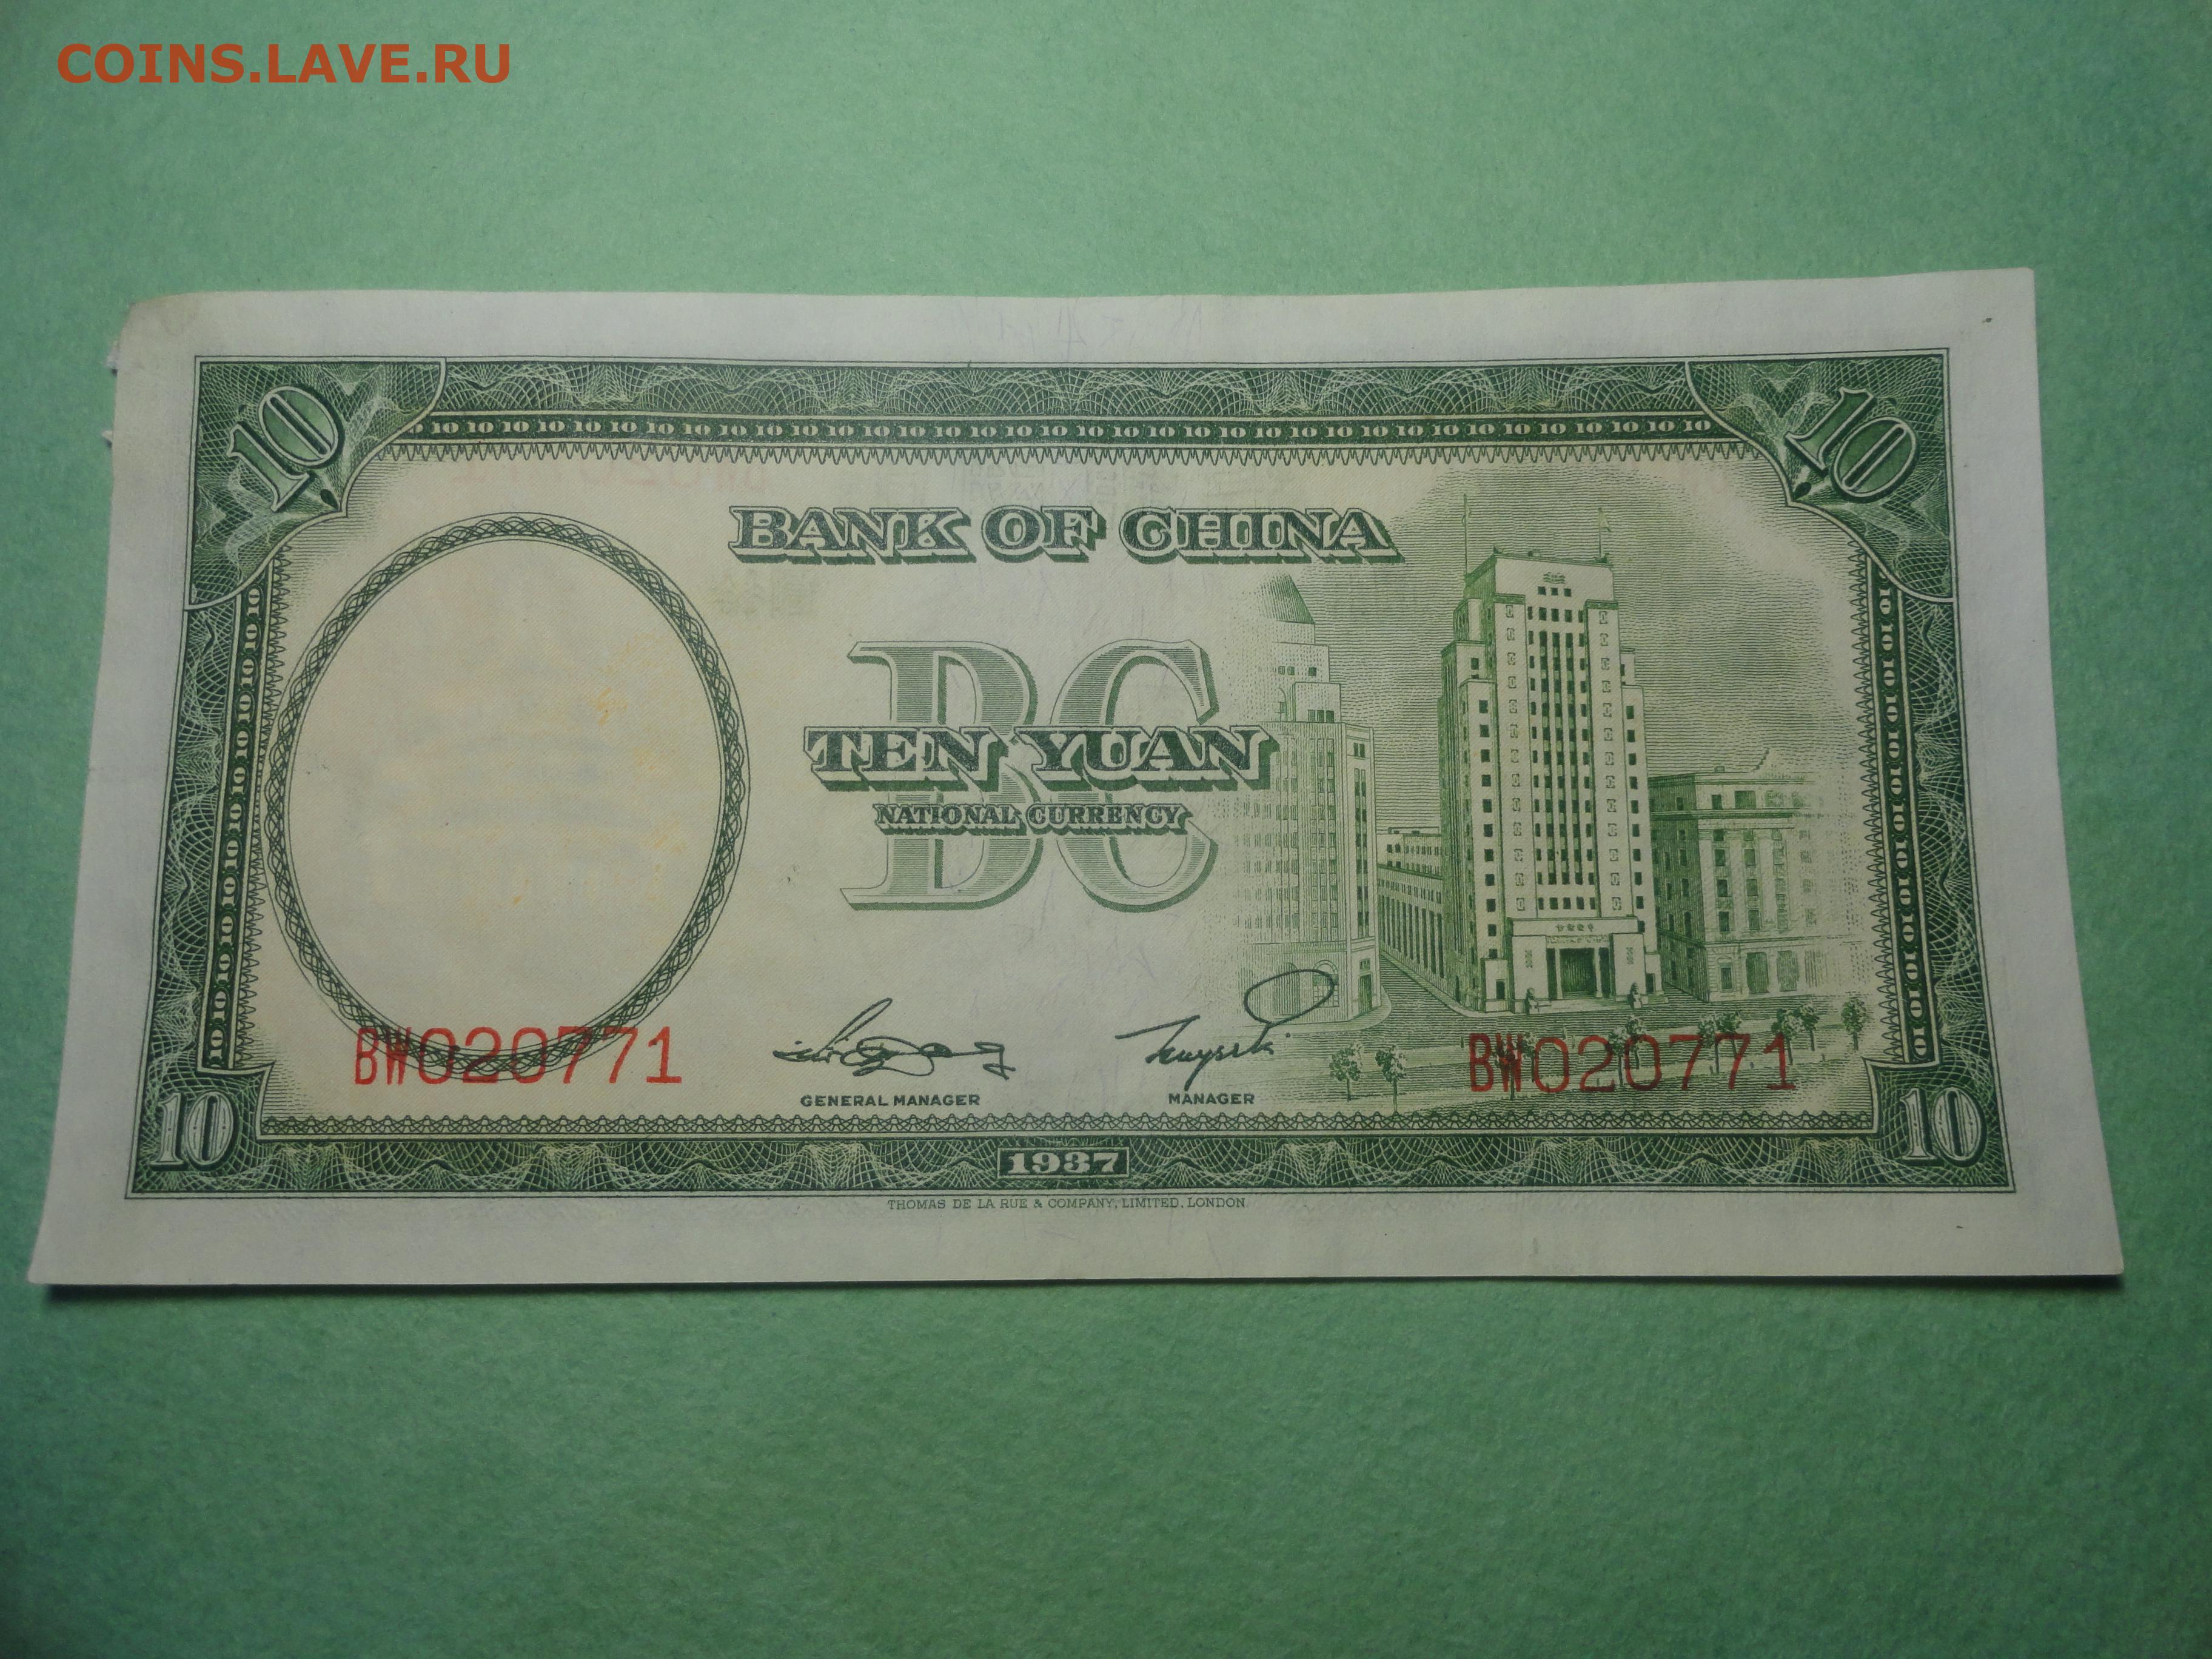 COINS.LAVE.RU
10 10
BANK OF CHINA
BC
TEN YUAN
NATIONAL CURRENCY
BW020771 BW020771
GENERAL MANAGER MANAGER
10 1937 10
THOMAS DE LA RUE & COMPANY, LIMITED, LONDON